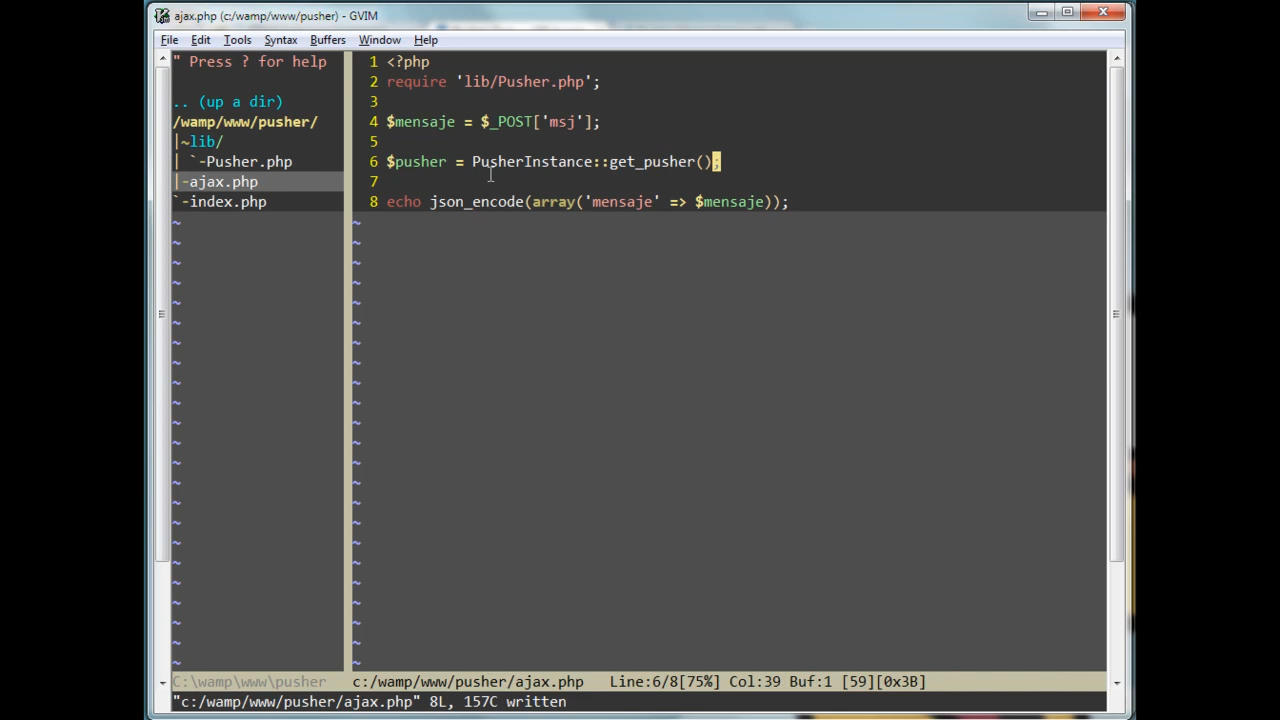 ajax.php (c:/wamp/www/pusher) - GVIM
File Edit Tools Syntax Buffers Window Help
" Press ? for help
.. (up a dir)
/wamp/www/pusher/
|~lib/
| `-Pusher.php
|-ajax.php
`-index.php
1 <?php
2 require 'lib/Pusher.php';
3
4 $mensaje = $_POST['msj'];
5
6 $pusher = PusherInstance::get_pusher();
7
8 echo json_encode(array('mensaje' => $mensaje));
C:\wamp\www\pusher c:/wamp/www/pusher/ajax.php Line:6/8[75%] Col:39 Buf:1 [59][0x3B]
"c:/wamp/www/pusher/ajax.php" 8L, 157C written